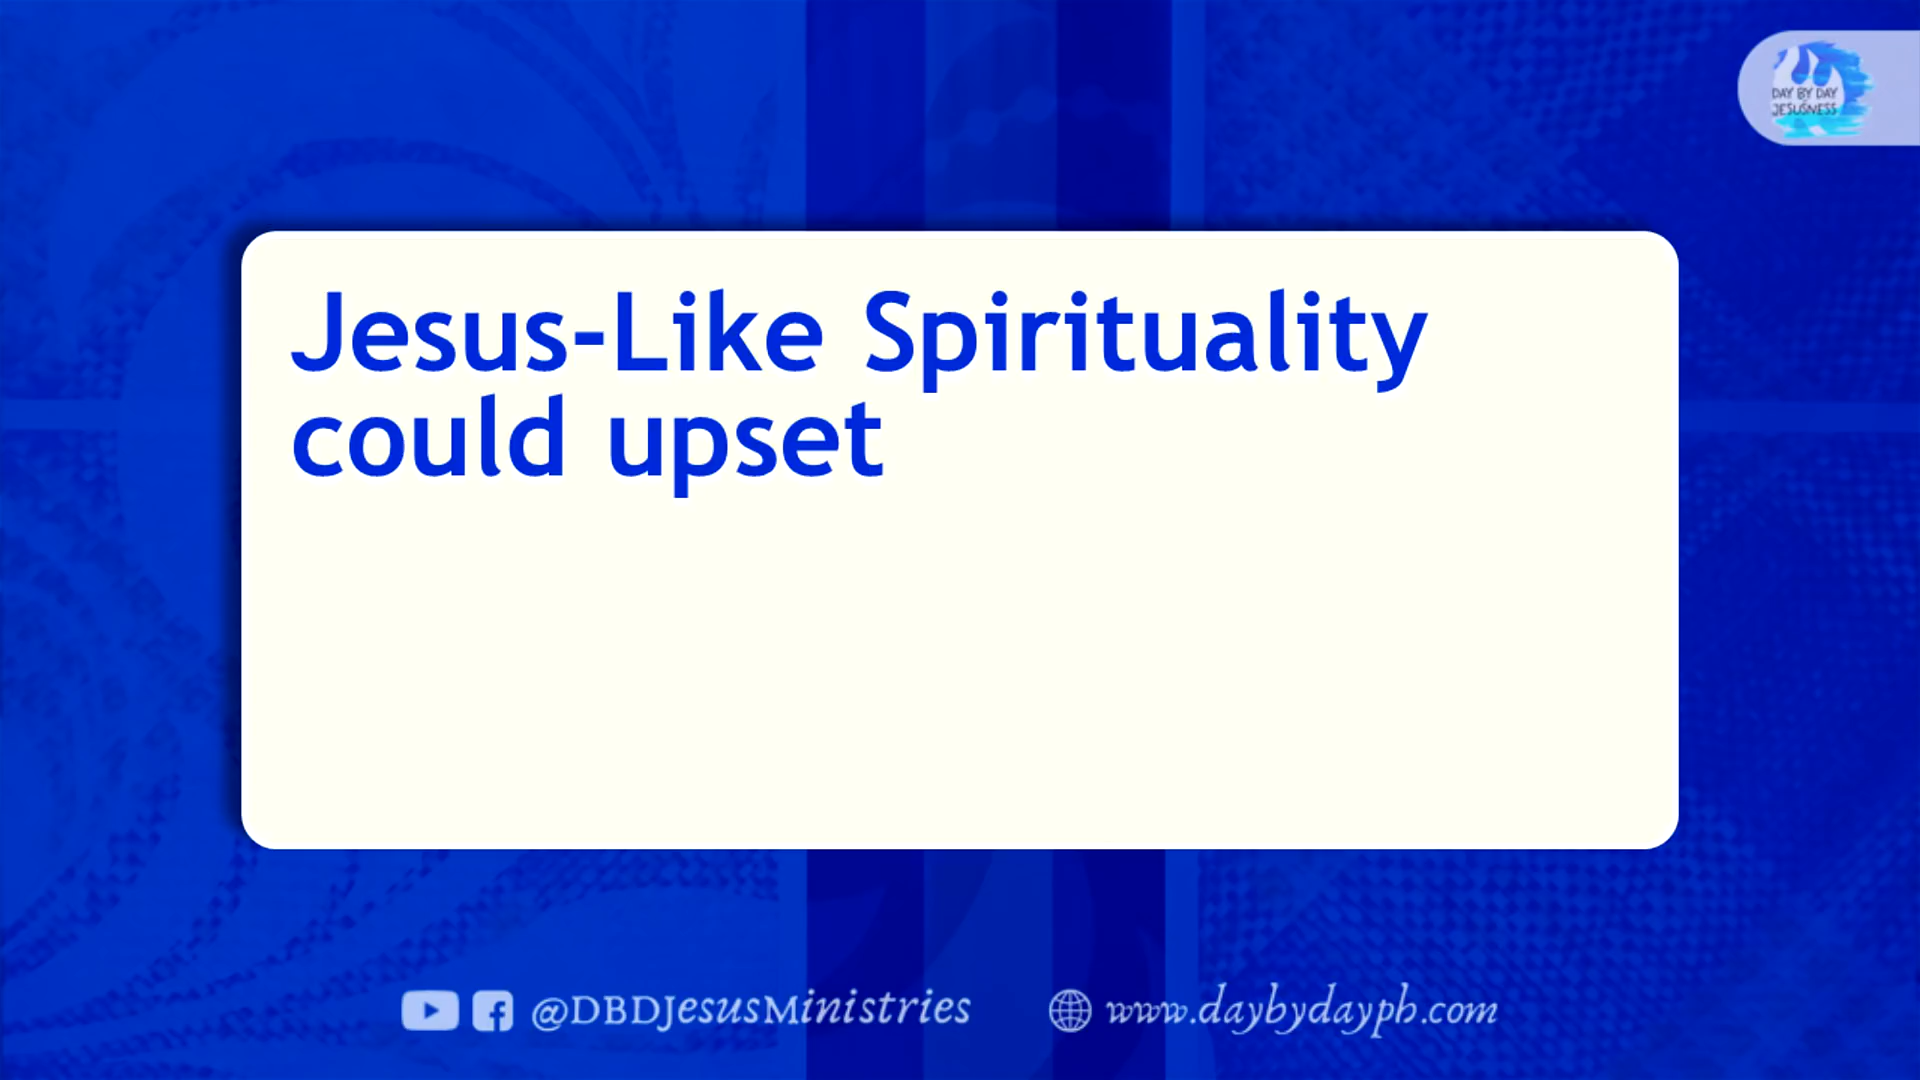 DAY BY DAY
JESUSNESS
Jesus-Like Spirituality
could upset
@DBDJesusMinistries www.daybydayph.com